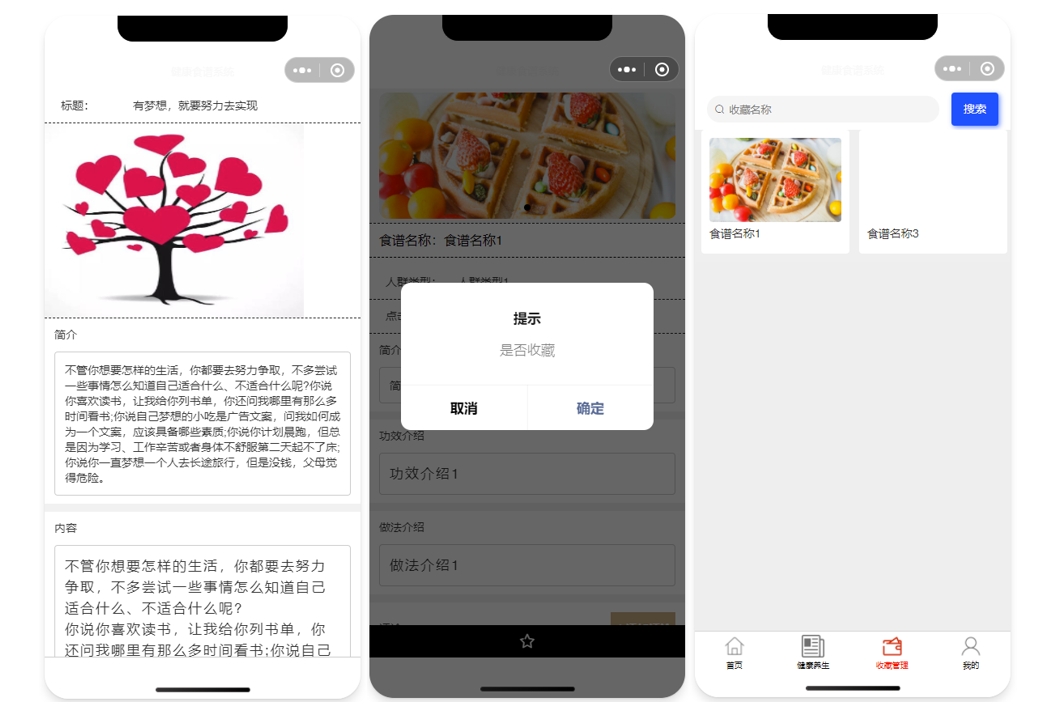 标题：
有梦想，就要努力去实现
简介
不管你想要怎样的生活，你都要去努力争取，不多尝试
一些事情怎么知道自己适合什么、不适合什么呢?你说
你喜欢读书，让我给你列书单，你还问我哪里有那么多
时间看书;你说自己梦想的小吃是广告文案，问我如何成
为一个文案，应该具备哪些素质;你说你计划晨跑，但总
是因为学习、工作辛苦或者身体不舒服第二天起不了床;
你说你一直梦想一个人去长途旅行，但是没钱，父母觉
得危险。
内容
不管你想要怎样的生活，你都要去努力
争取，不多尝试一些事情怎么知道自己
适合什么、不适合什么呢?
你说你喜欢读书，让我给你列书单，你
还问我哪里有那么多时间看书;你说自己
食谱名称：食谱名称1
人群类型：
人群类型1
简介
提示
是否收藏
取消
确定
功效介绍
功效介绍1
做法介绍
做法介绍1
收藏名称
搜索
食谱名称1
食谱名称3
首页
健康养生
收藏管理
我的